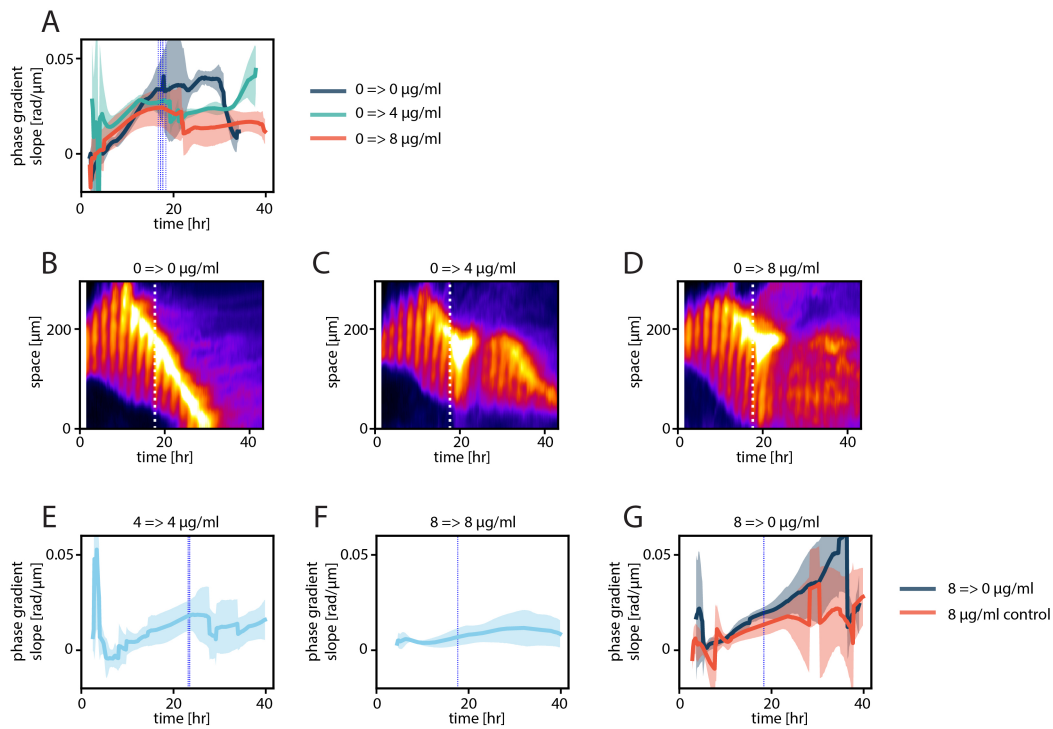 A
phase gradient
slope [rad/µm]
0.05
0
0
20
40
time [hr]
0 => 0 µg/ml
0 => 4 µg/ml
0 => 8 µg/ml
B
0 => 0 µg/ml
space [µm]
200
0
0
20
40
time [hr]
C
0 => 4 µg/ml
space [µm]
200
0
0
20
40
time [hr]
D
0 => 8 µg/ml
space [µm]
200
0
0
20
40
time [hr]
E
4 => 4 µg/ml
phase gradient
slope [rad/µm]
0.05
0
0
20
40
time [hr]
F
8 => 8 µg/ml
phase gradient
slope [rad/µm]
0.05
0
0
20
40
time [hr]
G
8 => 0 µg/ml
phase gradient
slope [rad/µm]
0.05
0
0
20
40
time [hr]
8 => 0 µg/ml
8 µg/ml control